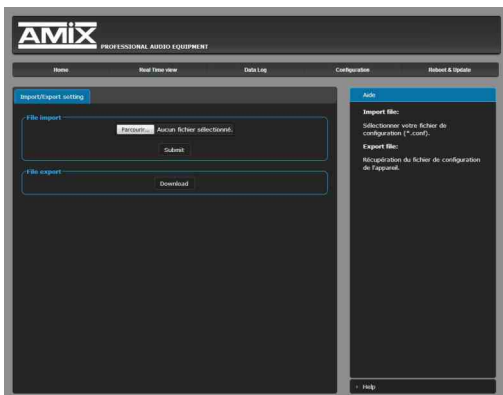 AMIX
PROFESSIONAL AUDIO EQUIPMENT
Home Real Time view Data Log Configuration Reboot & Update
Import/Export setting
File import
Parcourir... Aucun fichier sélectionné.
Submit
File export
Download
Aide
Import file:
Sélectionner votre fichier de
configuration (*.conf).
Export file:
Récupération du fichier de configuration
de l'appareil.
Help